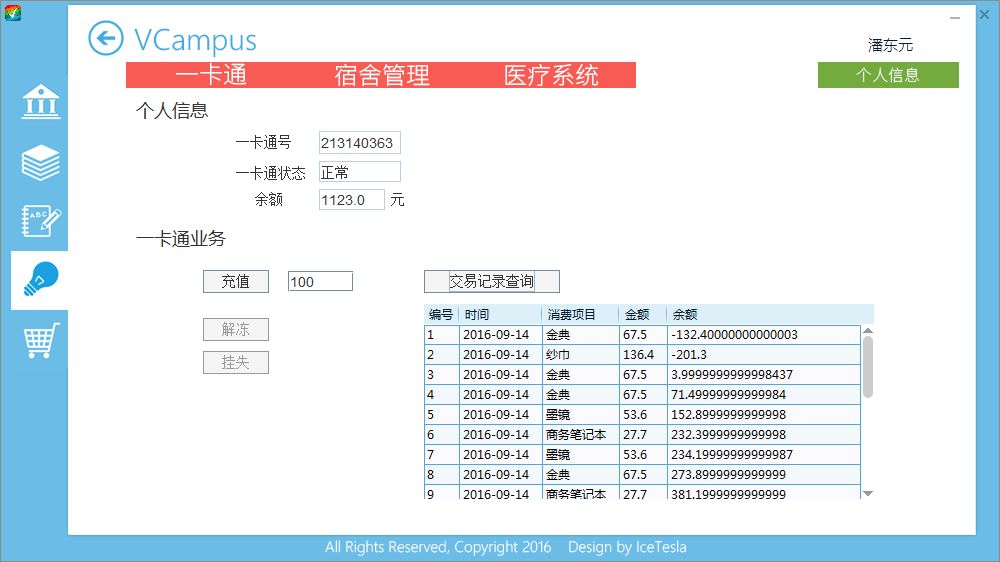 VCampus
潘东元
一卡通 宿舍管理 医疗系统
个人信息
个人信息
一卡通号 213140363
一卡通状态 正常
余额 1123.0 元
一卡通业务
充值 100 交易记录查询
解冻
挂失
编号 时间 消费项目 金额 余额
1 2016-09-14 金典 67.5 -132.40000000000003
2 2016-09-14 纱巾 136.4 -201.3
3 2016-09-14 金典 67.5 3.9999999999998437
4 2016-09-14 金典 67.5 71.49999999999984
5 2016-09-14 墨镜 53.6 152.8999999999998
6 2016-09-14 商务笔记本 27.7 232.3999999999998
7 2016-09-14 墨镜 53.6 234.19999999999987
8 2016-09-14 金典 67.5 273.8999999999999
9 2016-09-14 商务笔记本 27.7 381.1999999999999
ABC
All Rights Reserved, Copyright 2016 Design by IceTesla